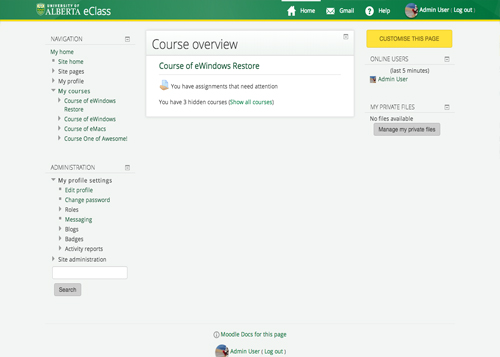 UNIVERSITY OF
ALBERTA eClass
Home
Gmail
Help
Admin User ( Log out )
NAVIGATION
My home
Site home
Site pages
My profile
My courses
Course of eWindows
Restore
Course of eWindows
Course of eMacs
Course One of Awesome!
ADMINISTRATION
My profile settings
Edit profile
Change password
Roles
Messaging
Blogs
Badges
Activity reports
Site administration
Search
Course overview
Course of eWindows Restore
You have assignments that need attention
You have 3 hidden courses (Show all courses)
CUSTOMISE THIS PAGE
ONLINE USERS
(last 5 minutes)
Admin User
MY PRIVATE FILES
No files available
Manage my private files
Moodle Docs for this page
Admin User ( Log out )